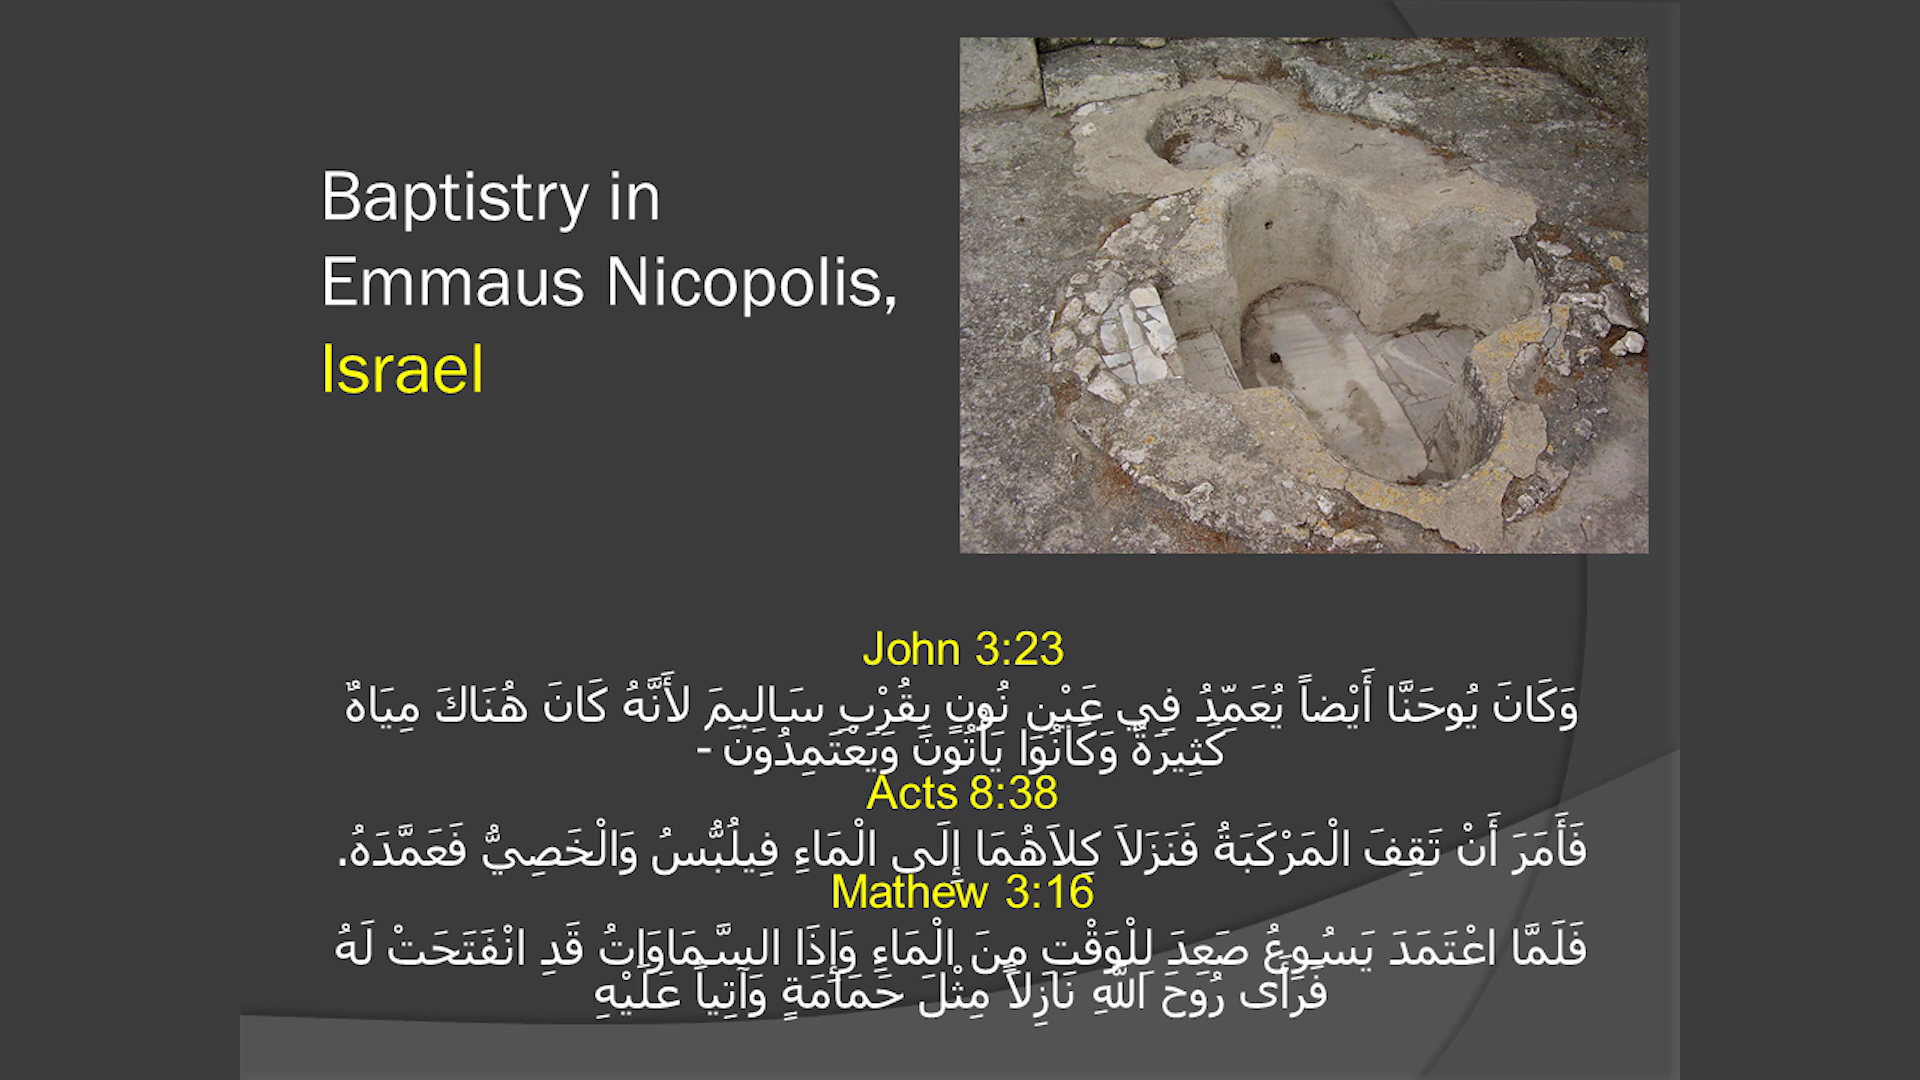 Baptistry in
Emmaus Nicopolis,
Israel
John 3:23
وَكَانَ يُوحَنَّا أَيْضاً يُعَمِّدُ فِي عَيْنِ نُونٍ بِقُرْبِ سَالِيمَ لأَنَّهُ كَانَ هُنَاكَ مِيَاهٌ
كَثِيرَةٌ وَكَانُوا يَأْتُونَ وَيَعْتَمِدُونَ -
Acts 8:38
فَأَمَرَ أَنْ تَقِفَ الْمَرْكَبَةُ فَنَزَلاَ كِلاَهُمَا إِلَى الْمَاءِ فِيلُبُّسُ وَالْخَصِيُّ فَعَمَّدَهُ.
Mathew 3:16
فَلَمَّا اعْتَمَدَ يَسُوعُ صَعِدَ لِلْوَقْتِ مِنَ الْمَاءِ وَإِذَا السَّمَاوَاتُ قَدِ انْفَتَحَتْ لَهُ
فَرَأَى رُوحَ اللَّهِ نَازِلاً مِثْلَ حَمَامَةٍ وَآتِياً عَلَيْهِ